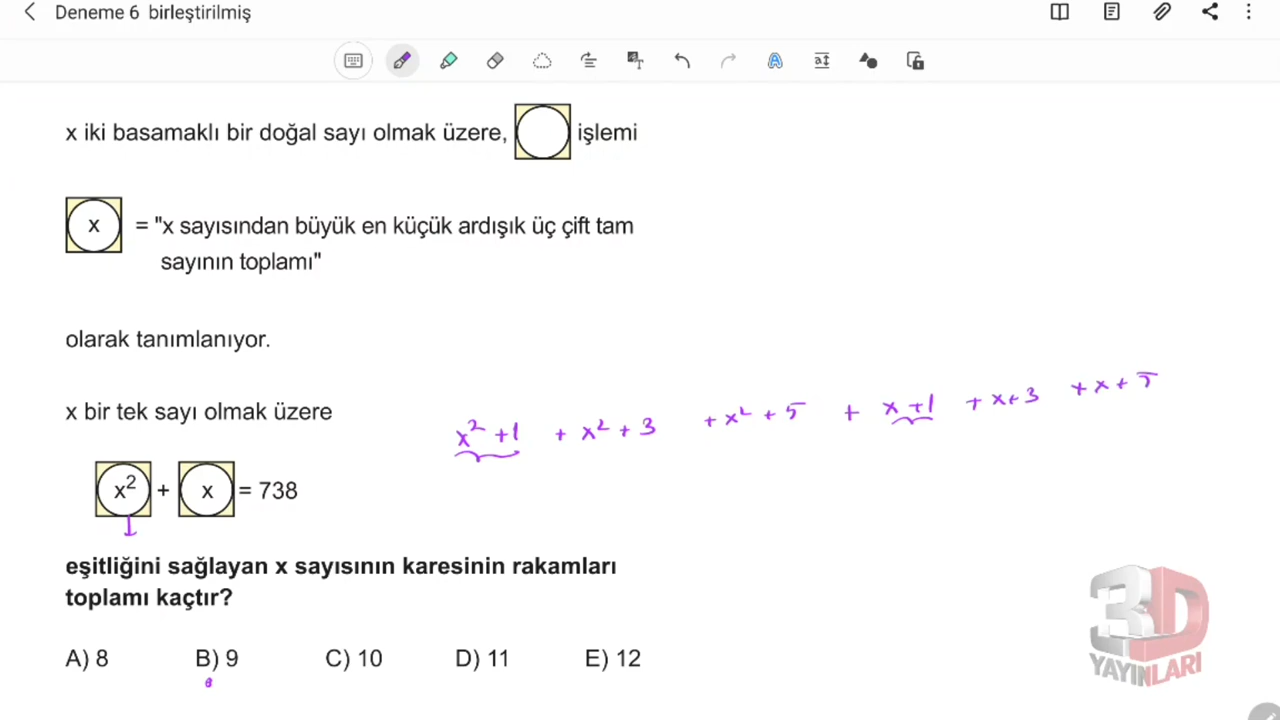 Deneme 6 birleştirilmiş
x iki basamaklı bir doğal sayı olmak üzere, işlemi
x = "x sayısından büyük en küçük ardışık üç çift tam
sayının toplamı"
olarak tanımlanıyor.
x bir tek sayı olmak üzere
x² + 1 + x² + 3 + x² + 5 + x + 1 + x + 3 + x + 5
x² + x = 738
eşitliğini sağlayan x sayısının karesinin rakamları
toplamı kaçtır?
A) 8 B) 9 C) 10 D) 11 E) 12
3D
YAYINLARI